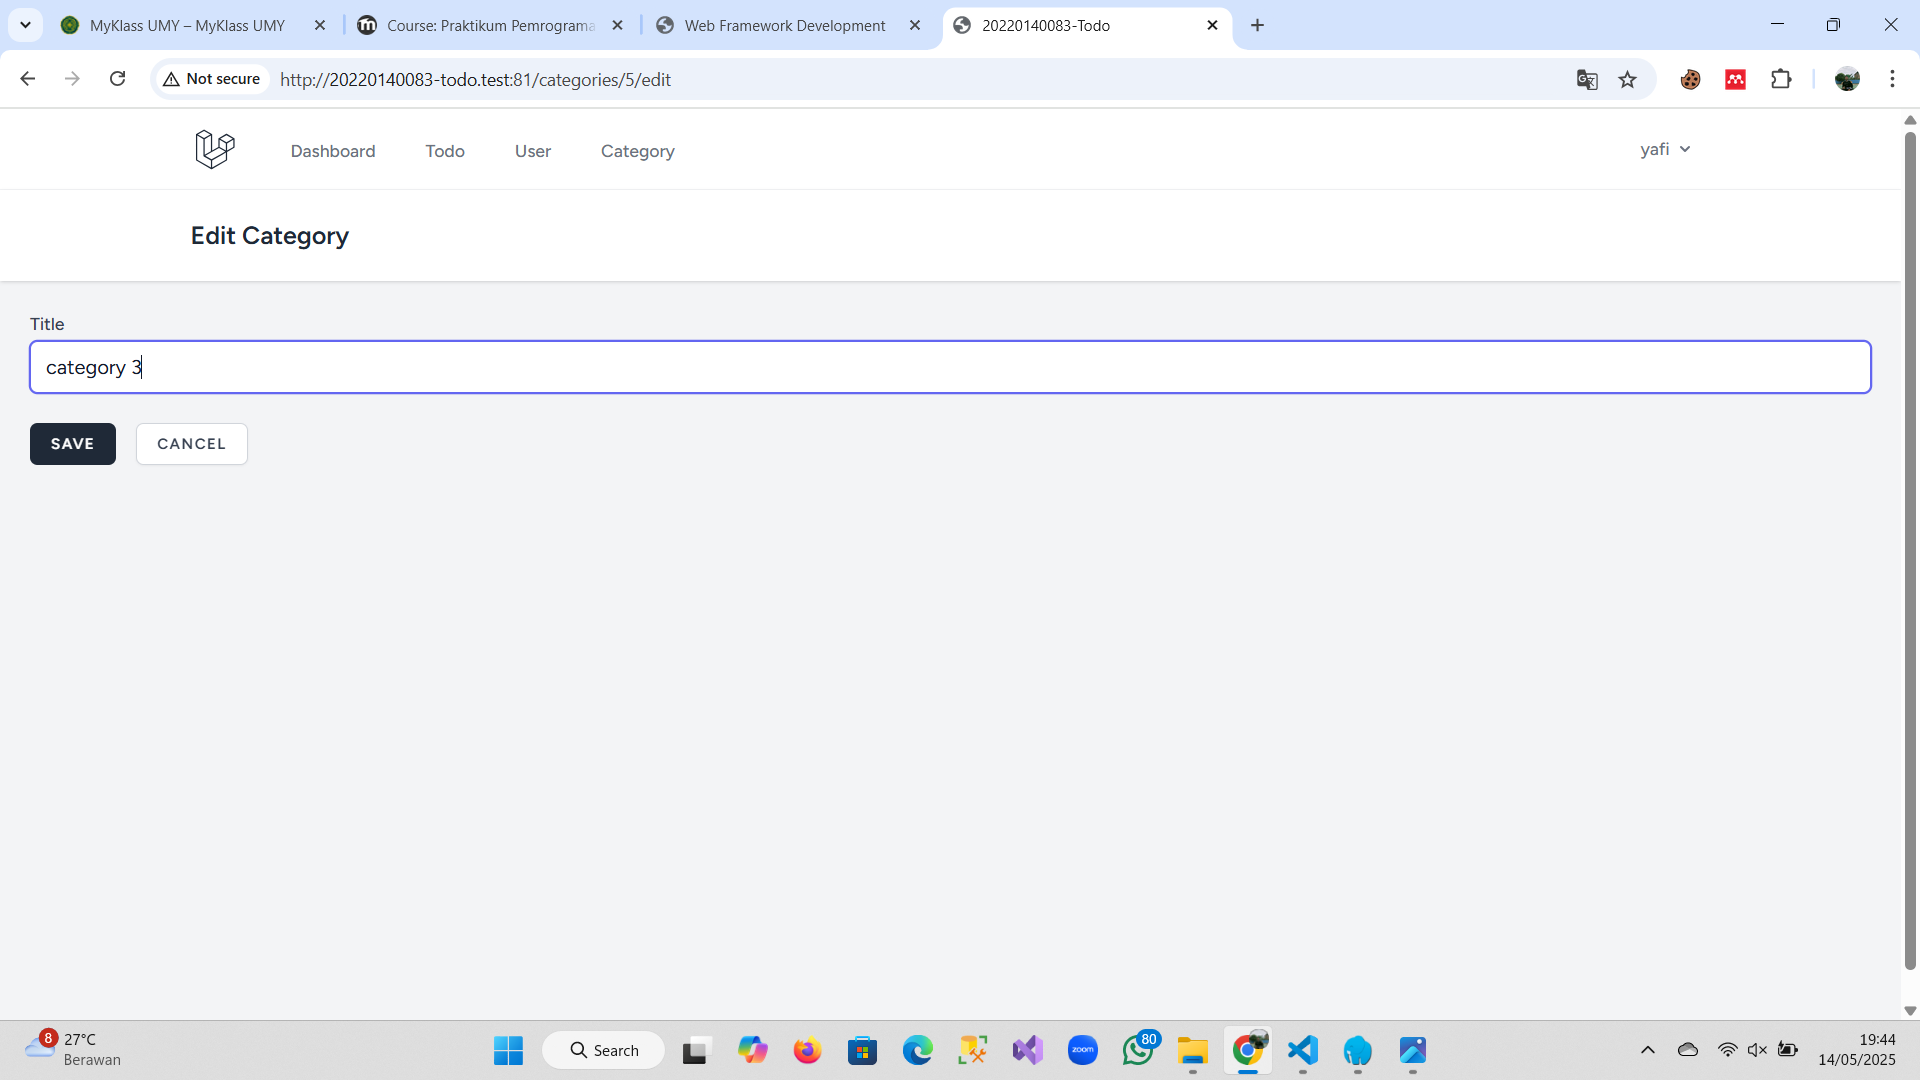 MyKlass UMY – MyKlass UMY
Course: Praktikum Pemrograma
Web Framework Development
20220140083-Todo
Not secure
http://20220140083-todo.test:81/categories/5/edit
Dashboard
Todo
User
Category
yafi
Edit Category
Title
category 3
SAVE
CANCEL
8
27°C
Berawan
Search
zoom
80
19:44
14/05/2025